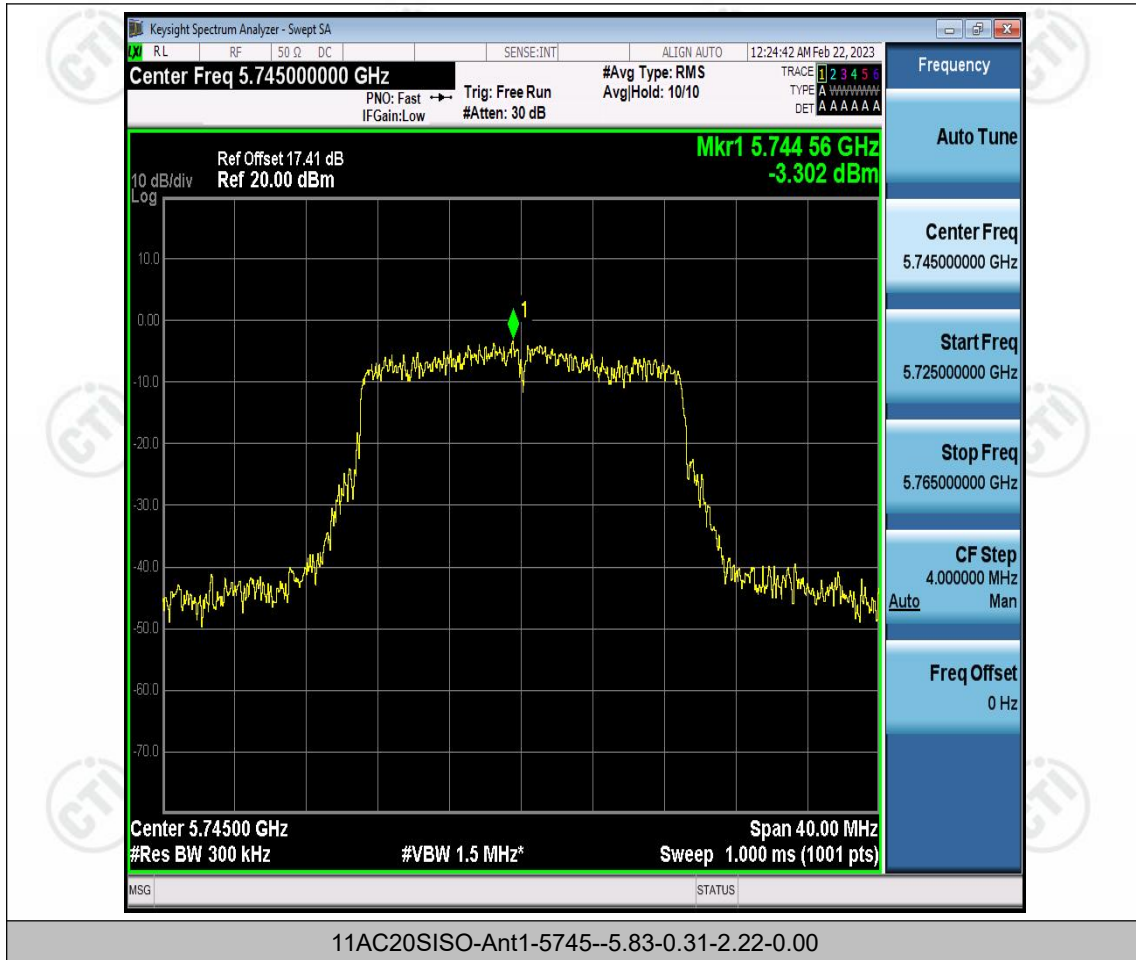 Keysight Spectrum Analyzer - Swept SA
LXI RL RF 50 Ω DC SENSE:INT ALIGN AUTO 12:24:42 AM Feb 22, 2023
Center Freq 5.745000000 GHz
PNO: Fast
IFGain:Low
Trig: Free Run
#Atten: 30 dB
#Avg Type: RMS
Avg|Hold: 10/10
TRACE 1 2 3 4 5 6
TYPE A WWWWW
DET A A A A A A
Mkr1 5.744 56 GHz
-3.302 dBm
Ref Offset 17.41 dB
10 dB/div Ref 20.00 dBm
Log
10.0
0.00
-10.0
-20.0
-30.0
-40.0
-50.0
-60.0
-70.0
1
Center 5.74500 GHz Span 40.00 MHz
#Res BW 300 kHz #VBW 1.5 MHz* Sweep 1.000 ms (1001 pts)
MSG STATUS
Frequency
Auto Tune
Center Freq
5.745000000 GHz
Start Freq
5.725000000 GHz
Stop Freq
5.765000000 GHz
CF Step
4.000000 MHz
Auto Man
Freq Offset
0 Hz
CTI
CTI
CTI
CTI
CTI
CTI
11AC20SISO-Ant1-5745--5.83-0.31-2.22-0.00